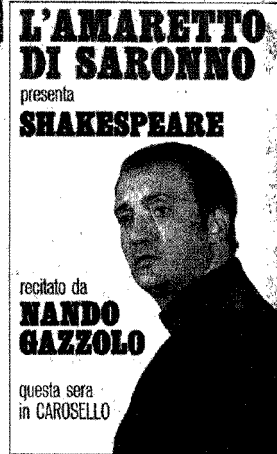 L'AMARETTO
DI SARONNO
presenta
SHAKESPEARE
recitato da
NANDO
GAZZOLO
questa sera
in CAROSELLO